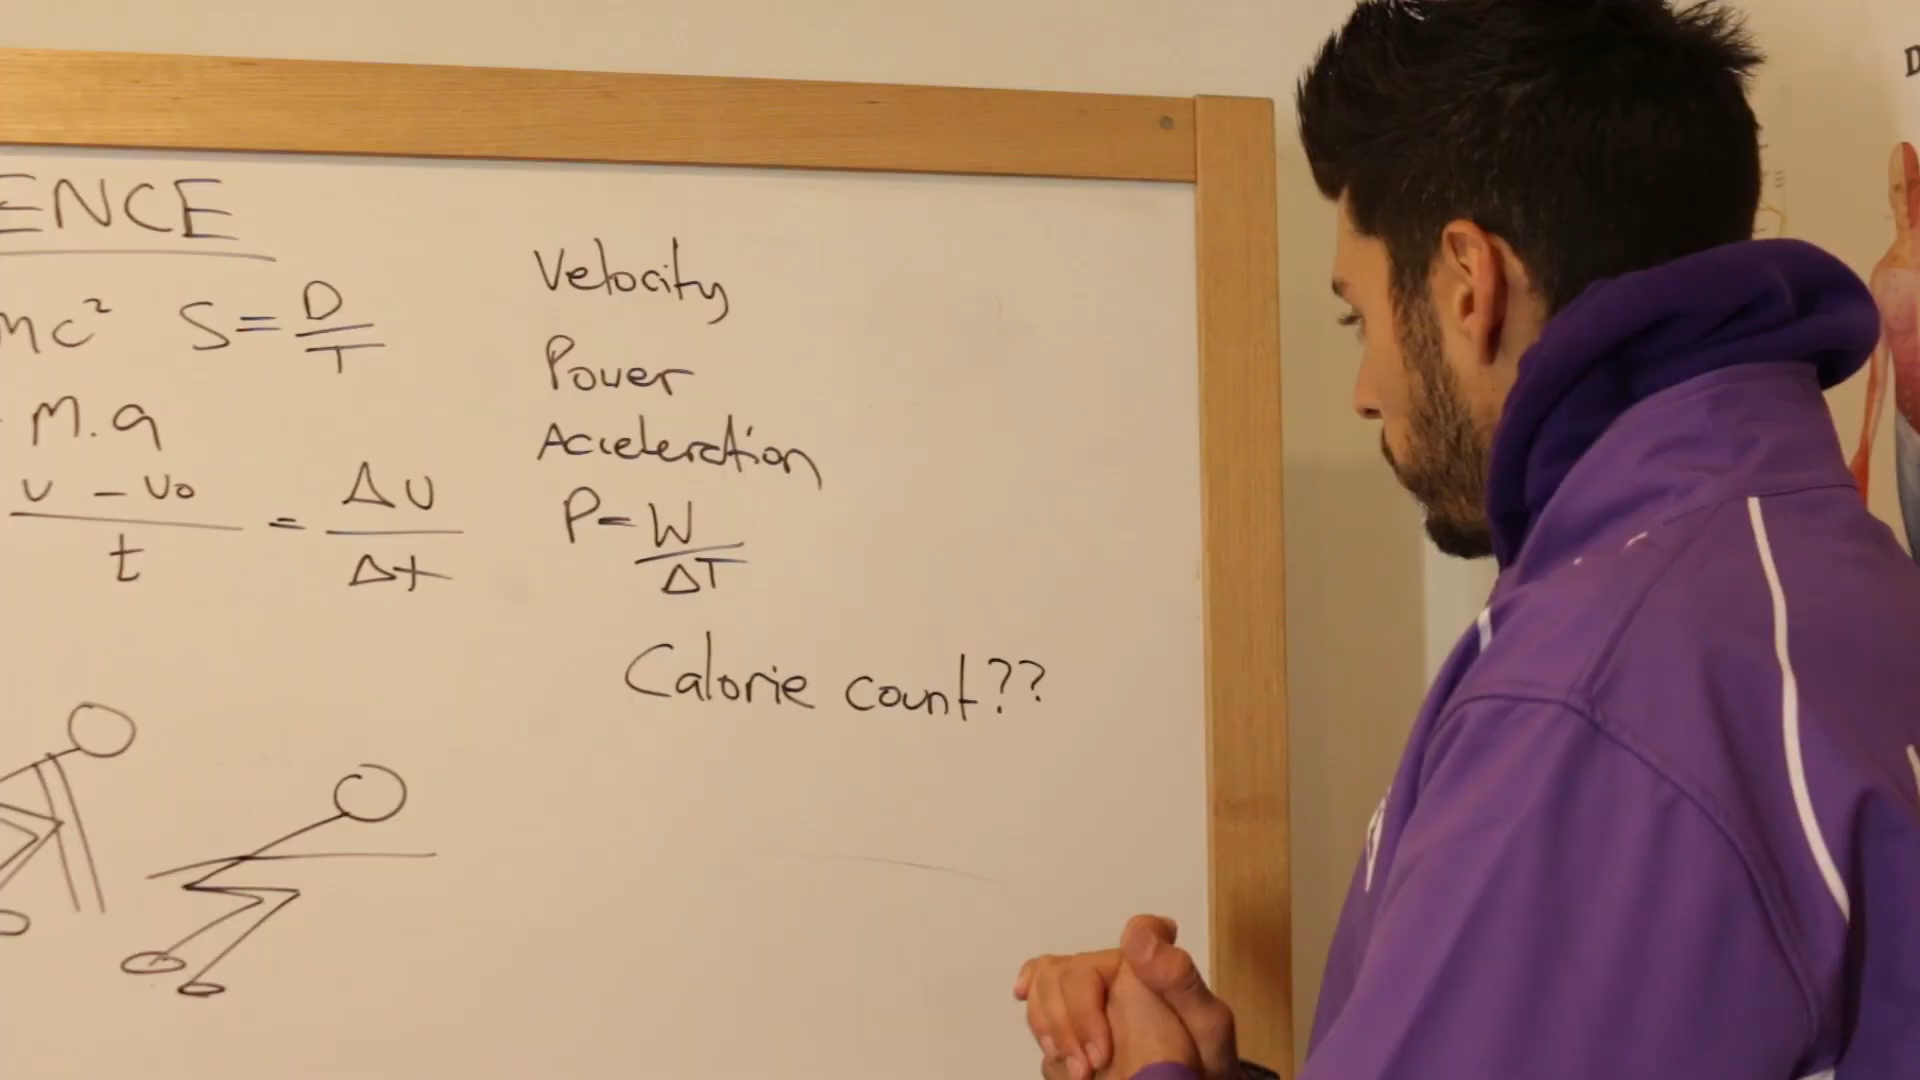 ENCE
mc² S = D/T
M.a
v - v₀/t = Δv/Δt
Velocity
Power
Acceleration
P = W/ΔT
Calorie count??
D